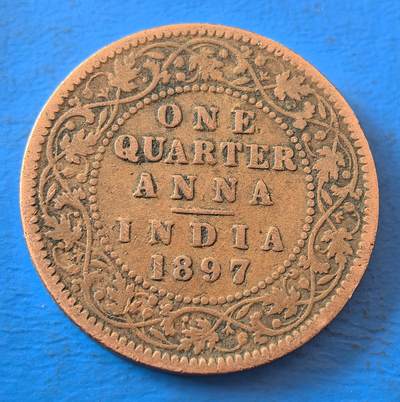 ONE
QUARTER
ANNA
INDIA
1897